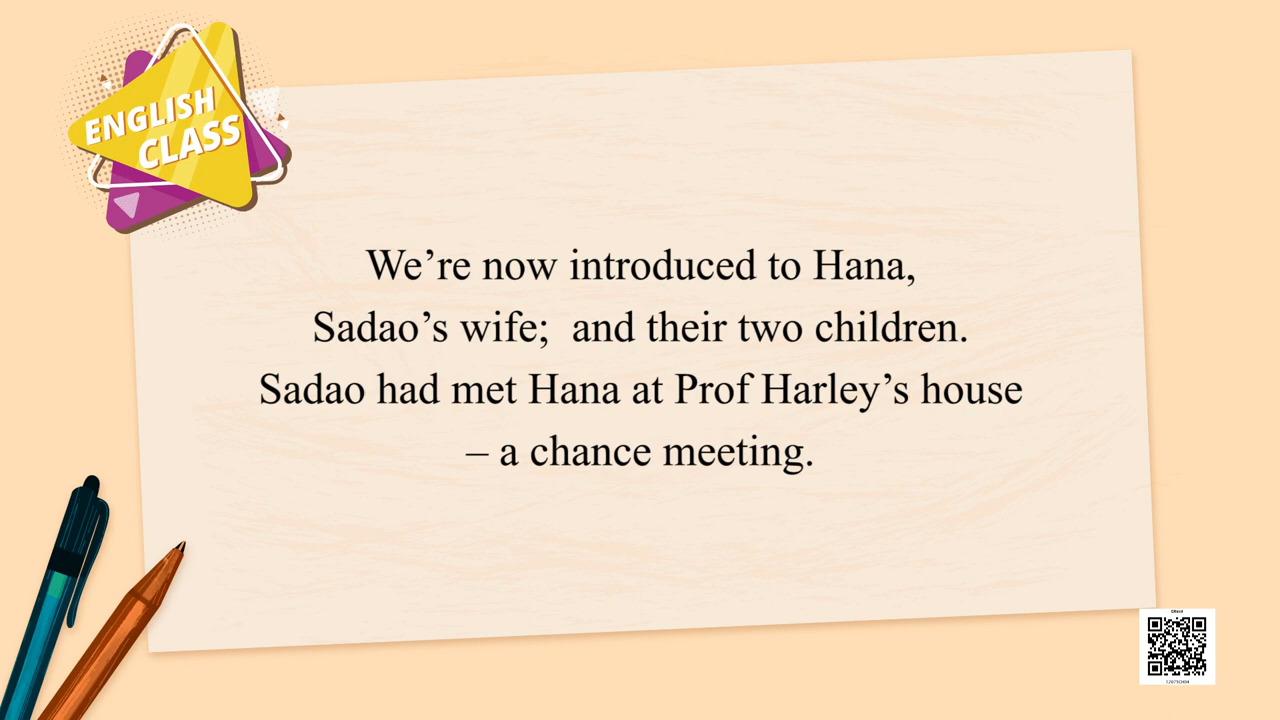 ENGLISH
CLASS
We’re now introduced to Hana,
Sadao’s wife;  and their two children.
Sadao had met Hana at Prof Harley’s house
– a chance meeting.